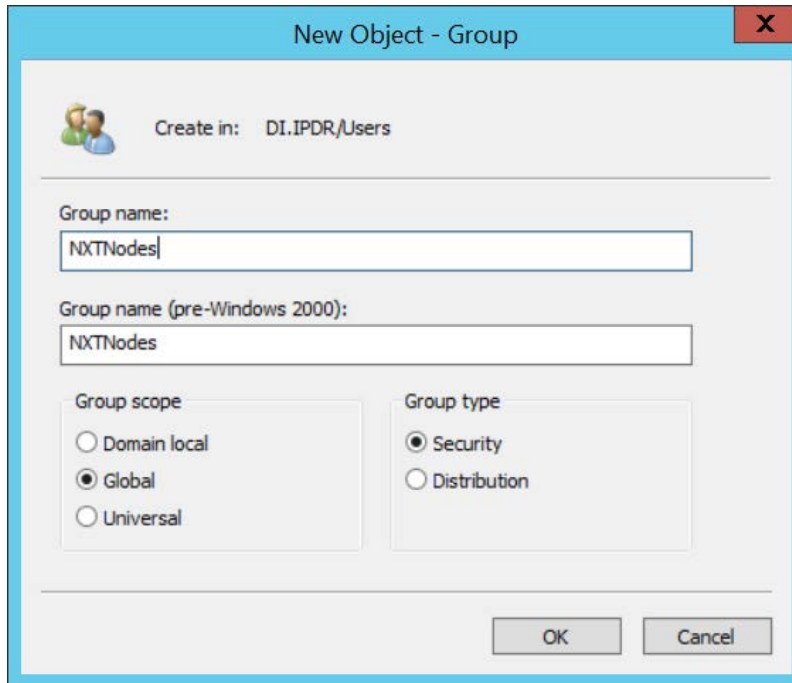 New Object - Group
X
Create in: DI.IPDR/Users
Group name:
NXTNodes
Group name (pre-Windows 2000):
NXTNodes
Group scope
Domain local
Global
Universal
Group type
Security
Distribution
OK
Cancel